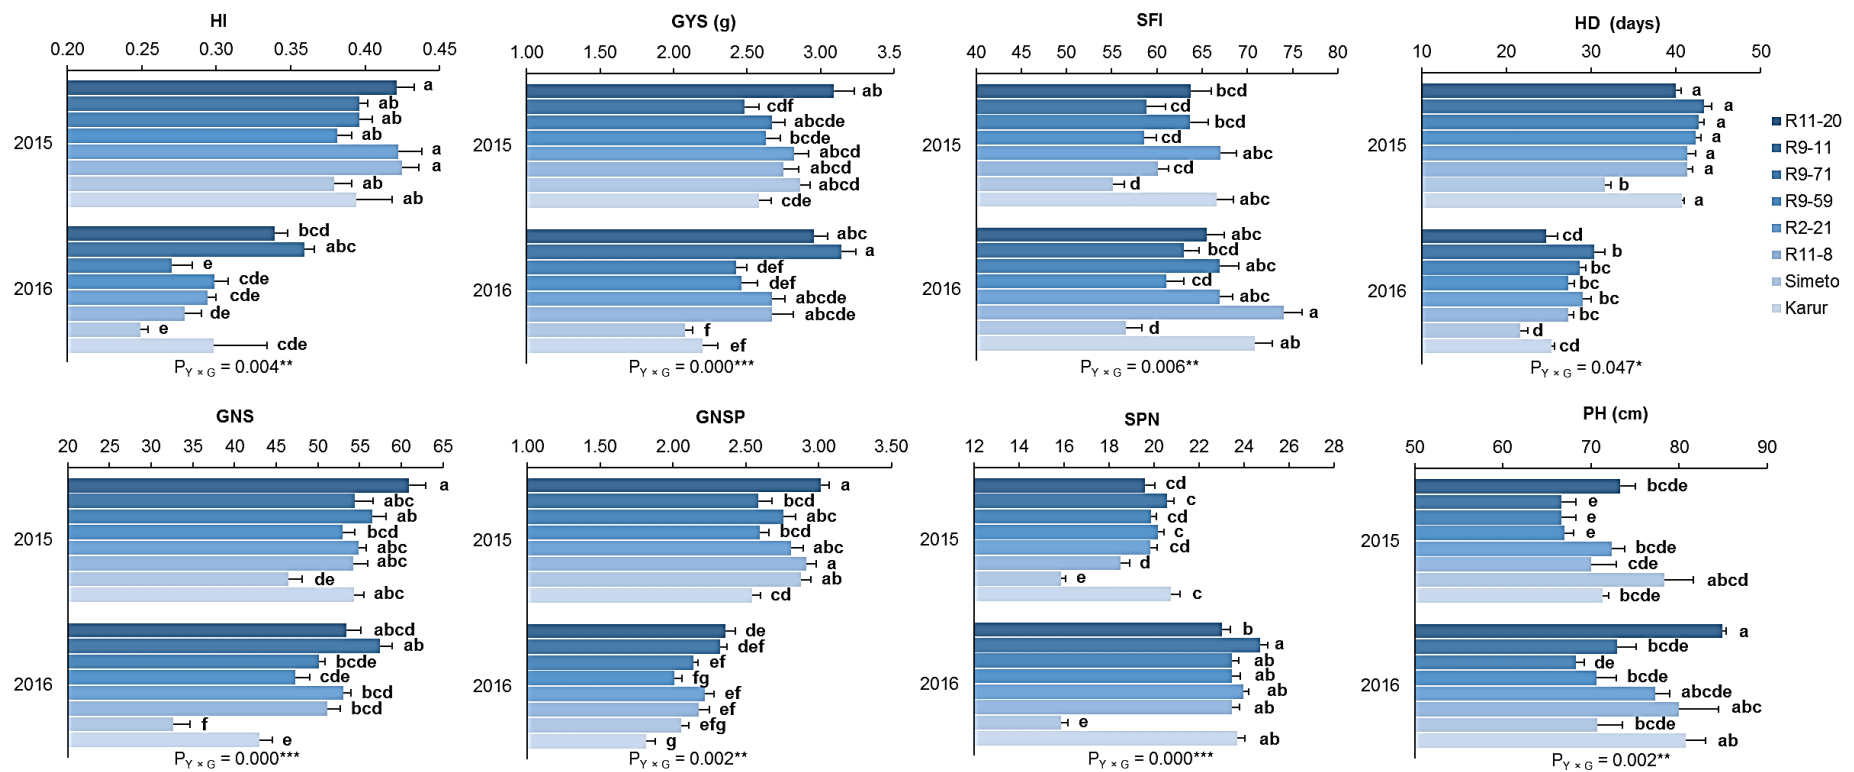 HI
0.20 0.25 0.30 0.35 0.40 0.45
2015
a
ab
ab
ab
a
a
ab
ab
2016
bcd
abc
e
cde
cde
de
e
cde
P Y × G = 0.004**
GYS (g)
1.00 1.50 2.00 2.50 3.00 3.5
2015
ab
cdf
abcde
bcde
abcd
abcd
abcd
cde
2016
abc
a
def
def
abcde
abcde
f
ef
P Y × G = 0.000***
SFI
40 45 50 55 60 65 70 75 80
2015
bcd
cd
bcd
cd
abc
cd
d
abc
2016
abc
bcd
abc
cd
abc
a
d
ab
P Y × G = 0.006**
HD (days)
10 20 30 40 50
2015
a
a
a
a
a
a
b
a
2016
cd
b
bc
bc
bc
bc
d
cd
P Y × G = 0.047*
R11-20
R9-11
R9-71
R9-59
R2-21
R11-8
Simeto
Karur
GNS
20 25 30 35 40 45 50 55 60 65
2015
a
abc
ab
bcd
abc
abc
de
abc
2016
abcd
ab
bcde
cde
bcd
bcd
f
e
P Y × G = 0.000***
GNSP
1.00 1.50 2.00 2.50 3.00 3.50
2015
a
bcd
abc
bcd
abc
a
ab
cd
2016
de
def
ef
fg
ef
ef
efg
g
P Y × G = 0.002**
SPN
12 14 16 18 20 22 24 26 28
2015
cd
c
cd
c
cd
d
e
c
2016
b
a
ab
ab
ab
ab
e
ab
P Y × G = 0.000***
PH (cm)
50 60 70 80 90
2015
bcde
e
e
e
bcde
cde
abcd
bcde
2016
a
bcde
de
bcde
abcde
abc
bcde
ab
P Y × G = 0.002**